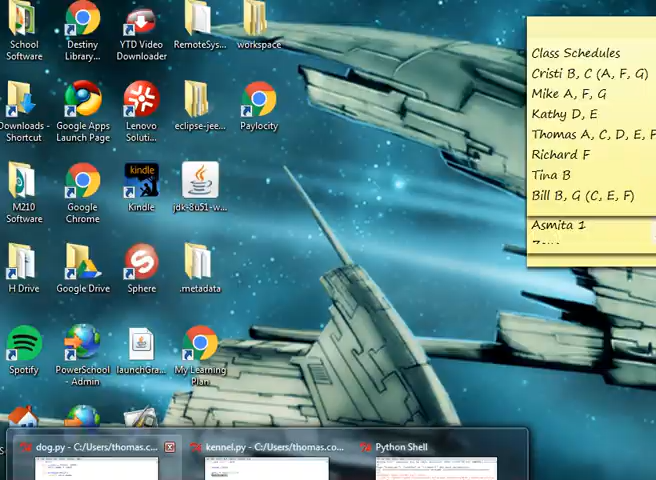 School
Software
Destiny
Library...
YTD Video
Downloader
RemoteSys...
workspace
Downloads -
Shortcut
Google Apps
Launch Page
Lenovo
Soluti...
eclipse-jee...
Paylocity
M210
Software
Google
Chrome
kindle
Kindle
jdk-8u51-w...
H Drive
Google Drive
Sphere
.metadata
Spotify
PowerSchool
- Admin
launchGra...
My Learning
Plan
Class Schedules
Cristi B, C (A, F, G)
Mike A, F, G
Kathy D, E
Thomas A, C, D, E, F
Richard F
Tina B
Bill B, G (C, E, F)
Asmita 1
dog.py - C:/Users/thomas.c...
kennel.py - C:/Users/thomas.co...
Python Shell